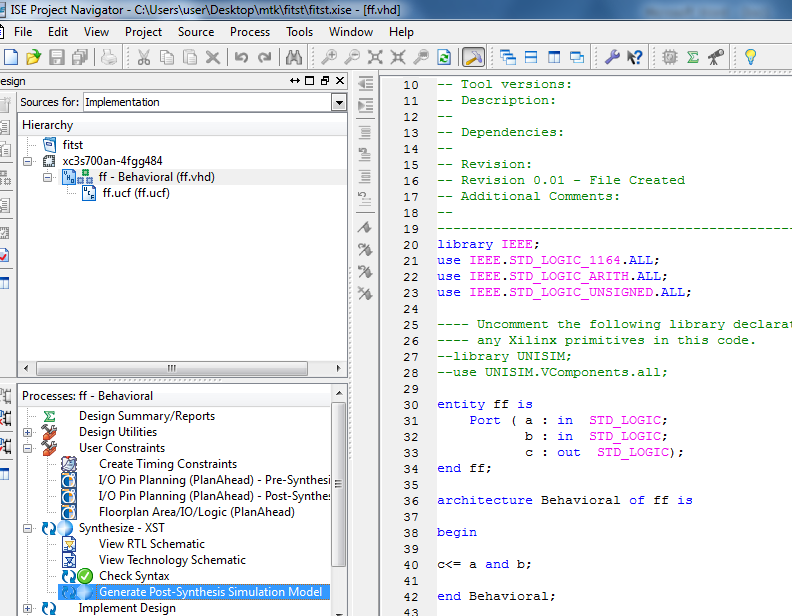 ISE Project Navigator - C:\Users\user\Desktop\mtk\fitst\fitst.xise - [ff.vhd]
File Edit View Project Source Process Tools Window Help
esign
Sources for: Implementation
Hierarchy
fitst
xc3s700an-4fgg484
ff - Behavioral (ff.vhd)
ff.ucf (ff.ucf)
Processes: ff - Behavioral
Design Summary/Reports
Design Utilities
User Constraints
Create Timing Constraints
I/O Pin Planning (PlanAhead) - Pre-Synthesi
I/O Pin Planning (PlanAhead) - Post-Synthes
Floorplan Area/IO/Logic (PlanAhead)
Synthesize - XST
View RTL Schematic
View Technology Schematic
Check Syntax
Generate Post-Synthesis Simulation Model
Implement Design
10 -- Tool versions:
11 -- Description:
12 --
13 -- Dependencies:
14 --
15 -- Revision:
16 -- Revision 0.01 - File Created
17 -- Additional Comments:
18 --
19 ----------------------------------------------
20 library IEEE;
21 use IEEE.STD_LOGIC_1164.ALL;
22 use IEEE.STD_LOGIC_ARITH.ALL;
23 use IEEE.STD_LOGIC_UNSIGNED.ALL;
24
25 ---- Uncomment the following library declarat
26 ---- any Xilinx primitives in this code.
27 --library UNISIM;
28 --use UNISIM.VComponents.all;
29
30 entity ff is
31 Port ( a : in STD_LOGIC;
32 b : in STD_LOGIC;
33 c : out STD_LOGIC);
34 end ff;
35
36 architecture Behavioral of ff is
37
38 begin
39
40 c<= a and b;
41
42 end Behavioral;
43